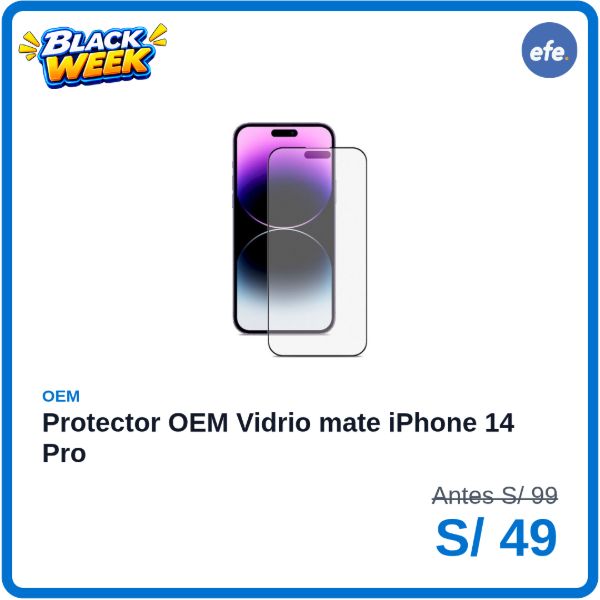 BLACK
WEEK
efe.
OEM
Protector OEM Vidrio mate iPhone 14
Pro
Antes S/ 99
S/ 49